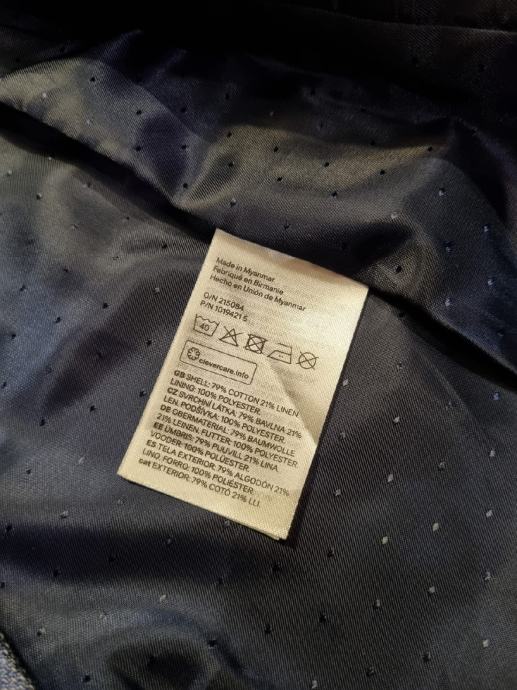 Made in Myanmar
Fabriqué en Birmanie
Hecho en Unión de Myanmar
O/N 215084
P/N 1019421 5
40
clevercare.info
GB SHELL: 79% COTTON 21% LINEN
LINING: 100% POLYESTER.
CZ SVRCHNÍ LÁTKA: 79% BAVLNA 21%
LEN. PODŠÍVKA: 100% POLYESTER.
DE OBERMATERIAL: 79% BAUMWOLLE
21% LEINEN. FUTTER: 100% POLYESTER.
EE ÜMBRIS: 79% PUUVILL 21% LINA.
VOODER: 100% POLÜESTER.
ES TELA EXTERIOR: 79% ALGODÓN 21%
LINO. FORRO: 100% POLIÉSTER.
cat EXTERIOR: 79% COTÓ 21% LLI.